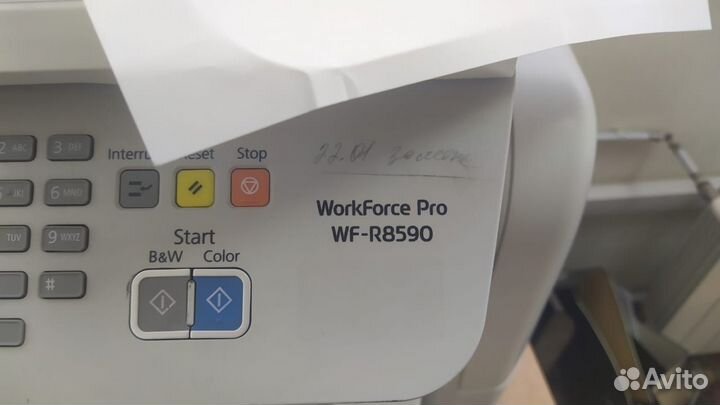 2 ABC
3 DEF
Interru
eset
Stop
22.01
JKL
6 MNO
WorkForce Pro
WF-R8590
TUV
9 WXYZ
Start
B&W
Color
#
Avito